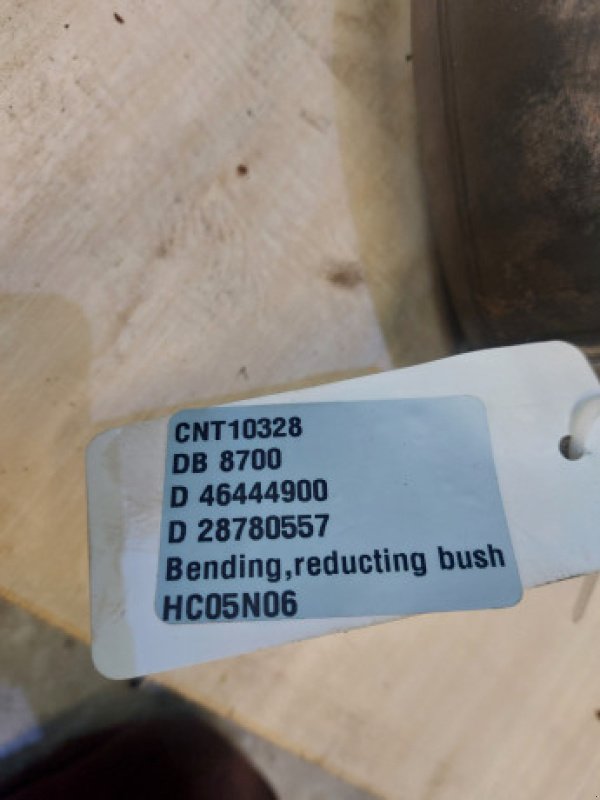 CNT10328
DB 8700
D 46444900
D 28780557
Bending,reducting bush
HC05N06